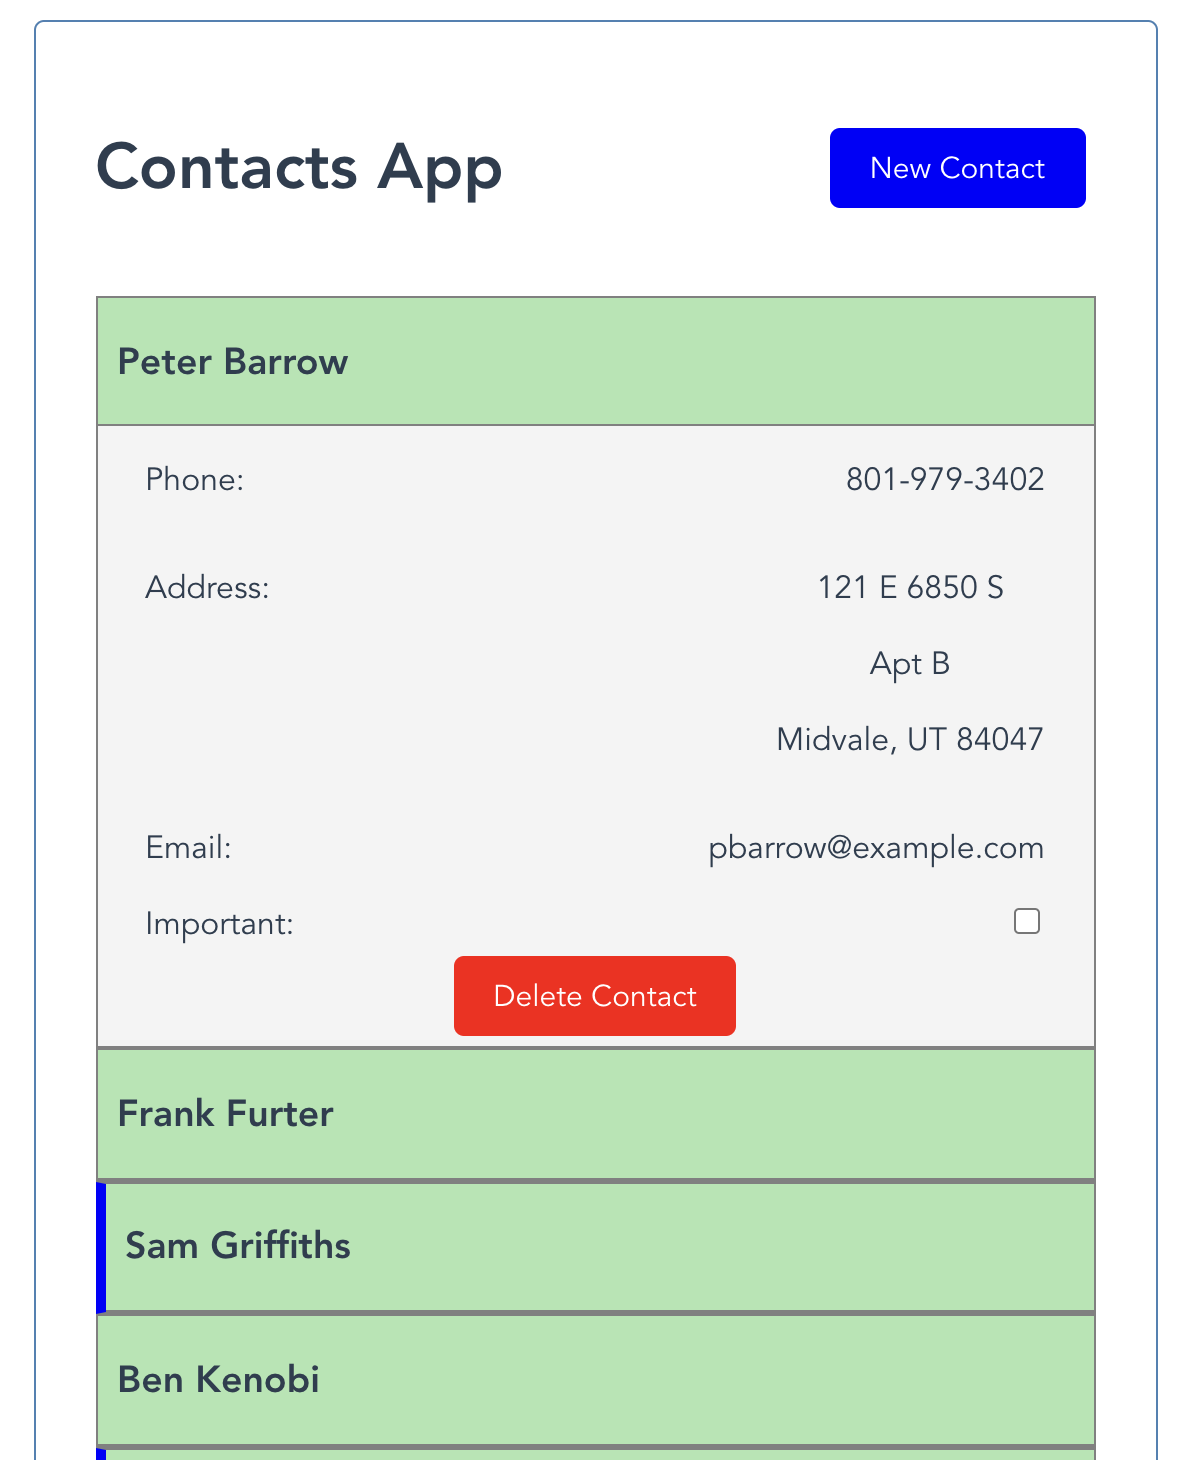 Contacts App
New Contact
Peter Barrow
Phone: 801-979-3402
Address: 121 E 6850 S
Apt B
Midvale, UT 84047
Email: pbarrow@example.com
Important:
Delete Contact
Frank Furter
Sam Griffiths
Ben Kenobi